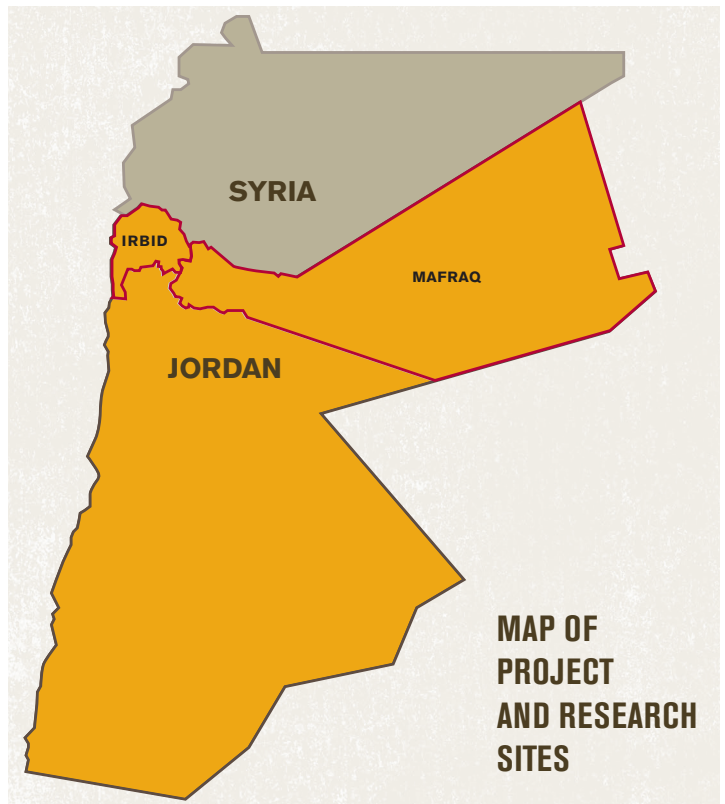 SYRIA
IRBID
MAFRAQ
JORDAN
MAP OF
PROJECT
AND RESEARCH
SITES